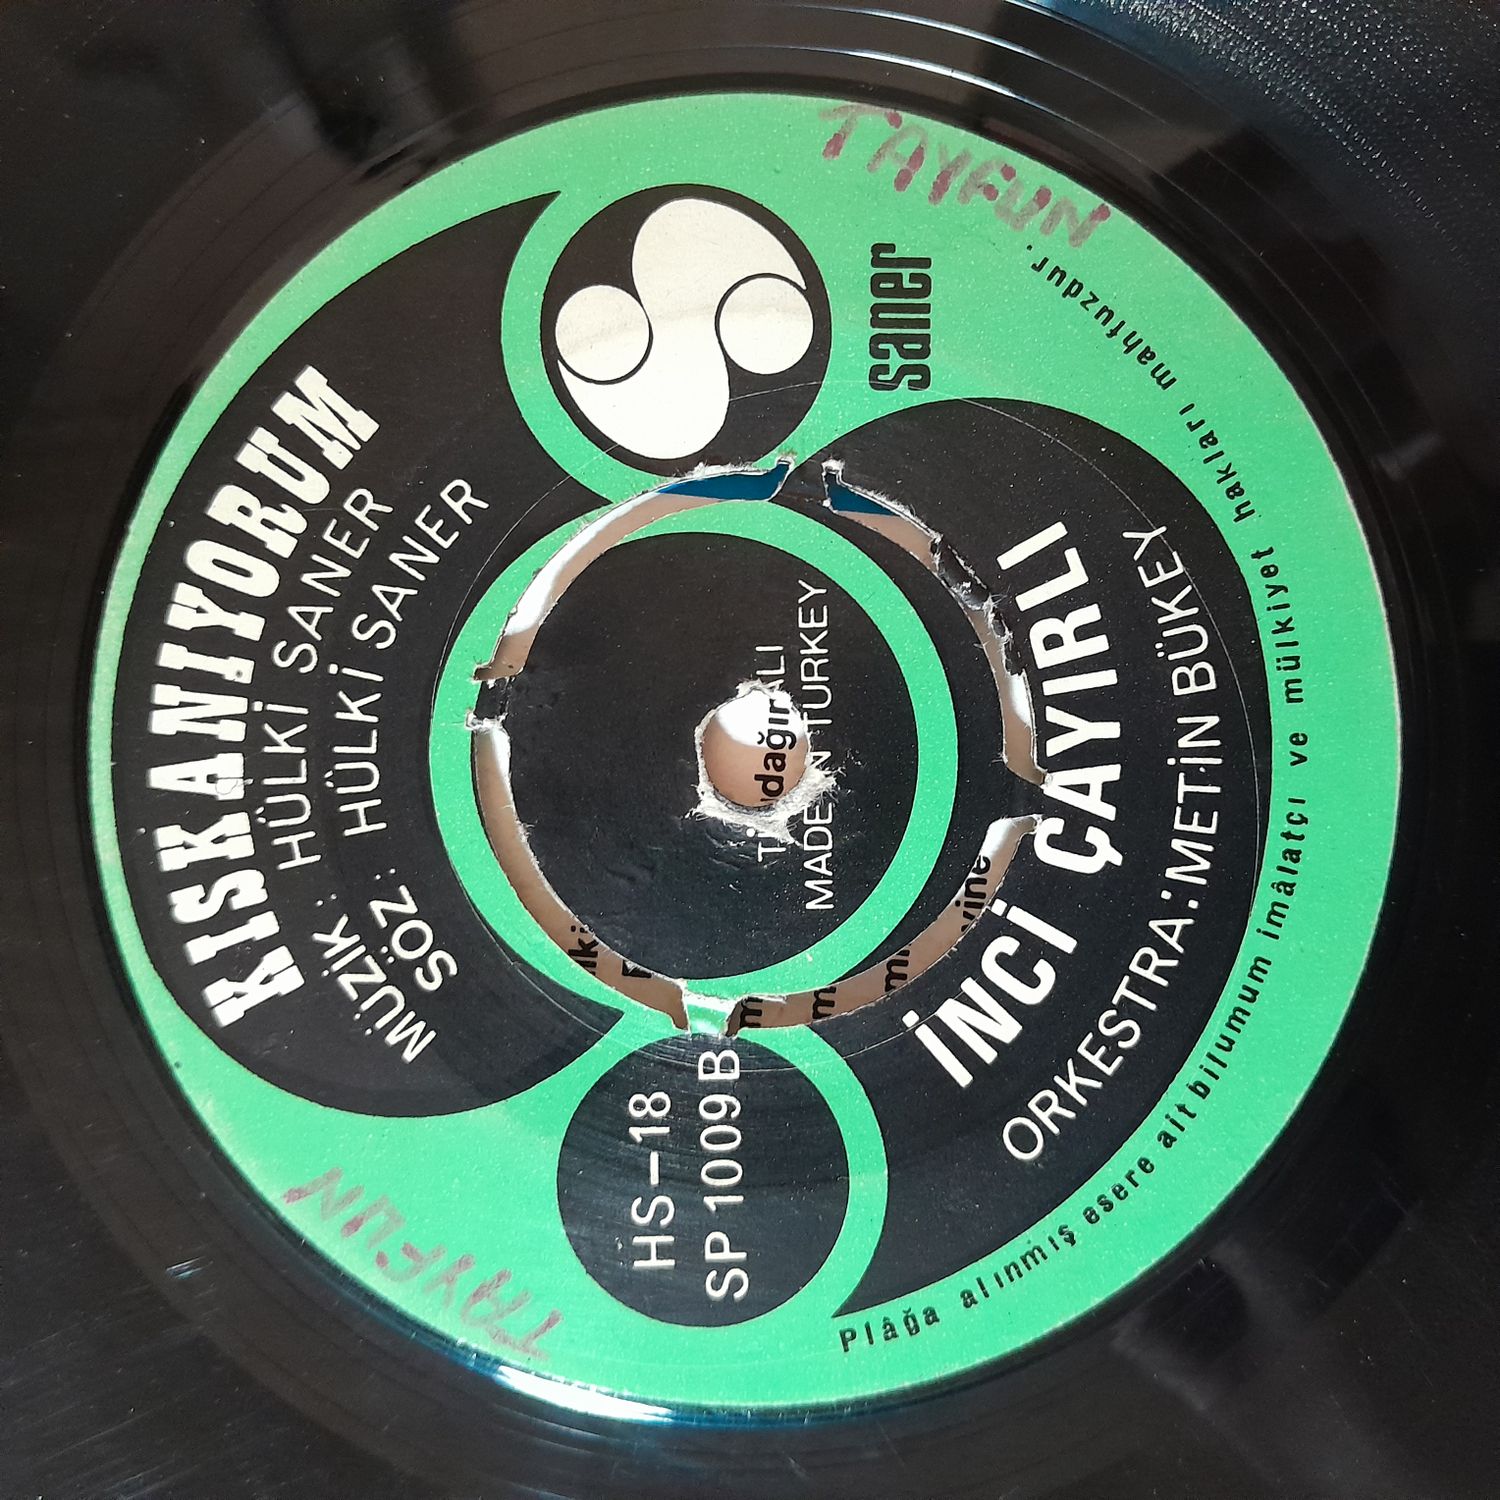 KISKANIYORUM
MÜZİK: HÜLKİ SANER
SÖZ: HÜLKİ SANER
saner
TAYFUN
HS-18
SP 1009 B
MADE IN TURKEY
İNCİ ÇAYIRLI
ORKESTRA: METİN BÜKEY
Plâğa alınmış esere ait bilumum imâlatçı ve mülkiyet hakları mahfuzdur.
TAYFUN